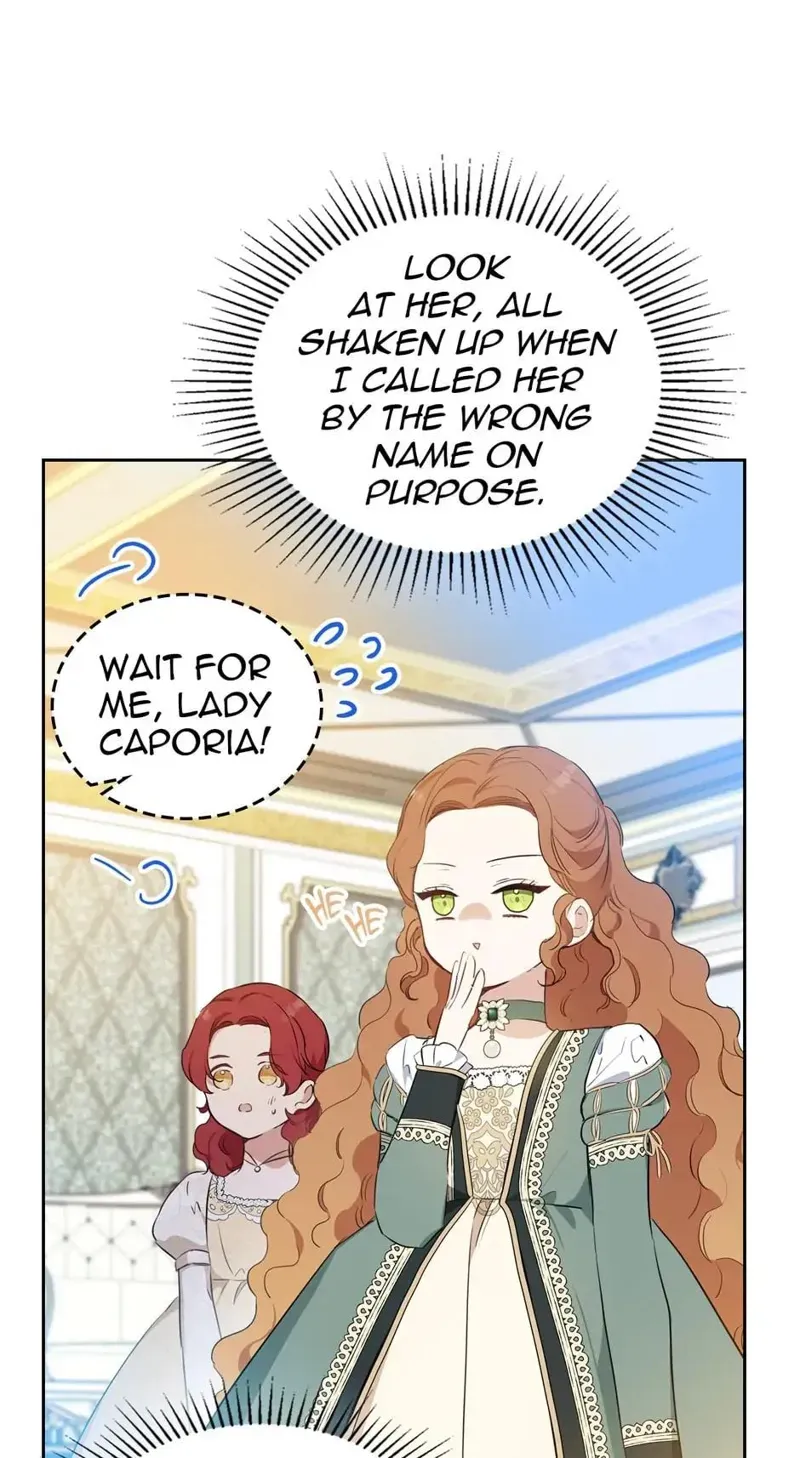 LOOK
AT HER, ALL
SHAKEN UP WHEN
I CALLED HER
BY THE WRONG
NAME ON
PURPOSE.
WAIT FOR
ME, LADY
CAPORIA!
HE
HE